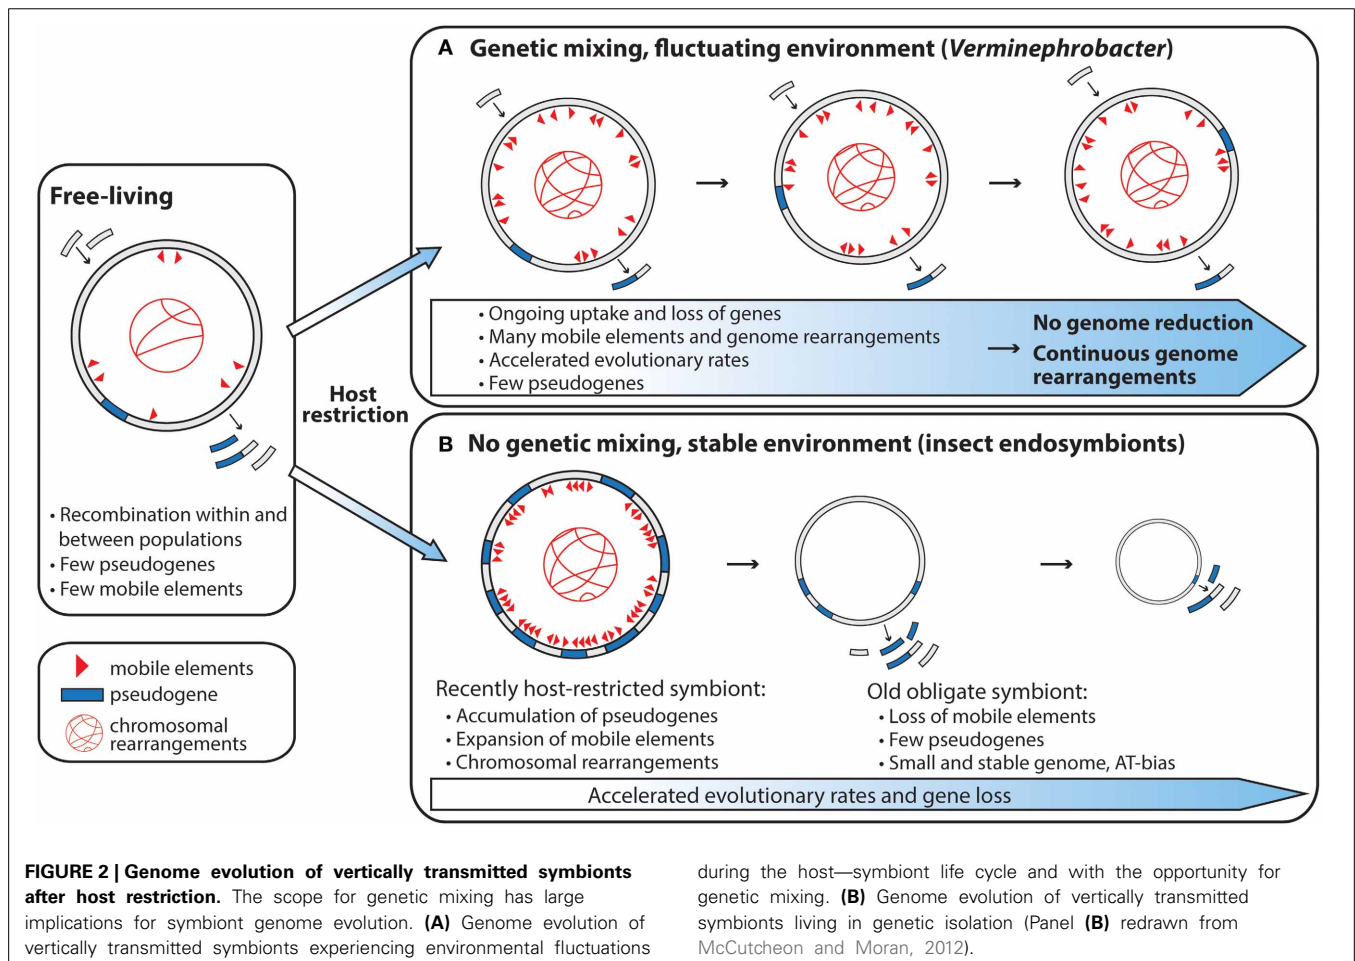 A Genetic mixing, fluctuating environment (Verminephrobacter)
Free-living
• Recombination within and
between populations
• Few pseudogenes
• Few mobile elements
mobile elements
pseudogene
chromosomal
rearrangements
Host
restriction
• Ongoing uptake and loss of genes
• Many mobile elements and genome rearrangements
• Accelerated evolutionary rates
• Few pseudogenes
No genome reduction
Continuous genome
rearrangements
B No genetic mixing, stable environment (insect endosymbionts)
Recently host-restricted symbiont:
• Accumulation of pseudogenes
• Expansion of mobile elements
• Chromosomal rearrangements
Old obligate symbiont:
• Loss of mobile elements
• Few pseudogenes
• Small and stable genome, AT-bias
Accelerated evolutionary rates and gene loss
FIGURE 2 | Genome evolution of vertically transmitted symbionts
after host restriction. The scope for genetic mixing has large
implications for symbiont genome evolution. (A) Genome evolution of
vertically transmitted symbionts experiencing environmental fluctuations
during the host—symbiont life cycle and with the opportunity for
genetic mixing. (B) Genome evolution of vertically transmitted
symbionts living in genetic isolation (Panel (B) redrawn from
McCutcheon and Moran, 2012).